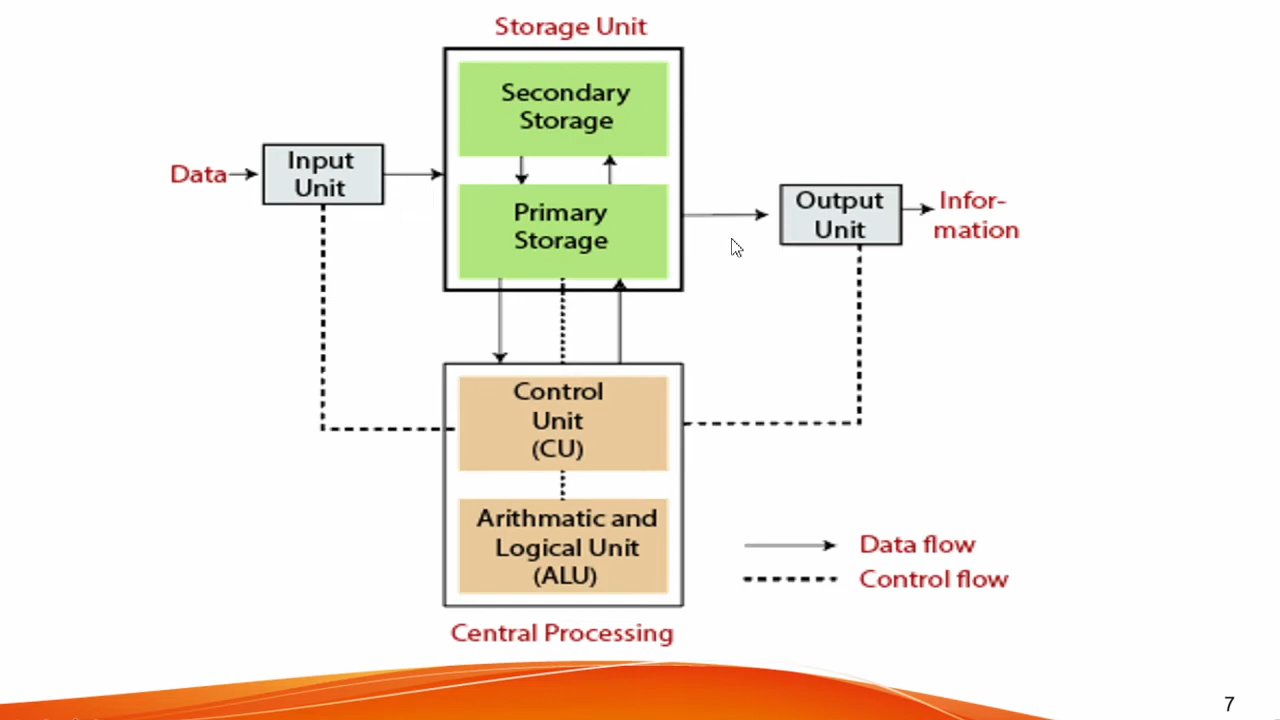 Storage Unit
Secondary
Storage
Data
Input
Unit
Primary
Storage
Output
Unit
Infor-
mation
Control
Unit
(CU)
Arithmatic and
Logical Unit
(ALU)
Data flow
Control flow
Central Processing
7